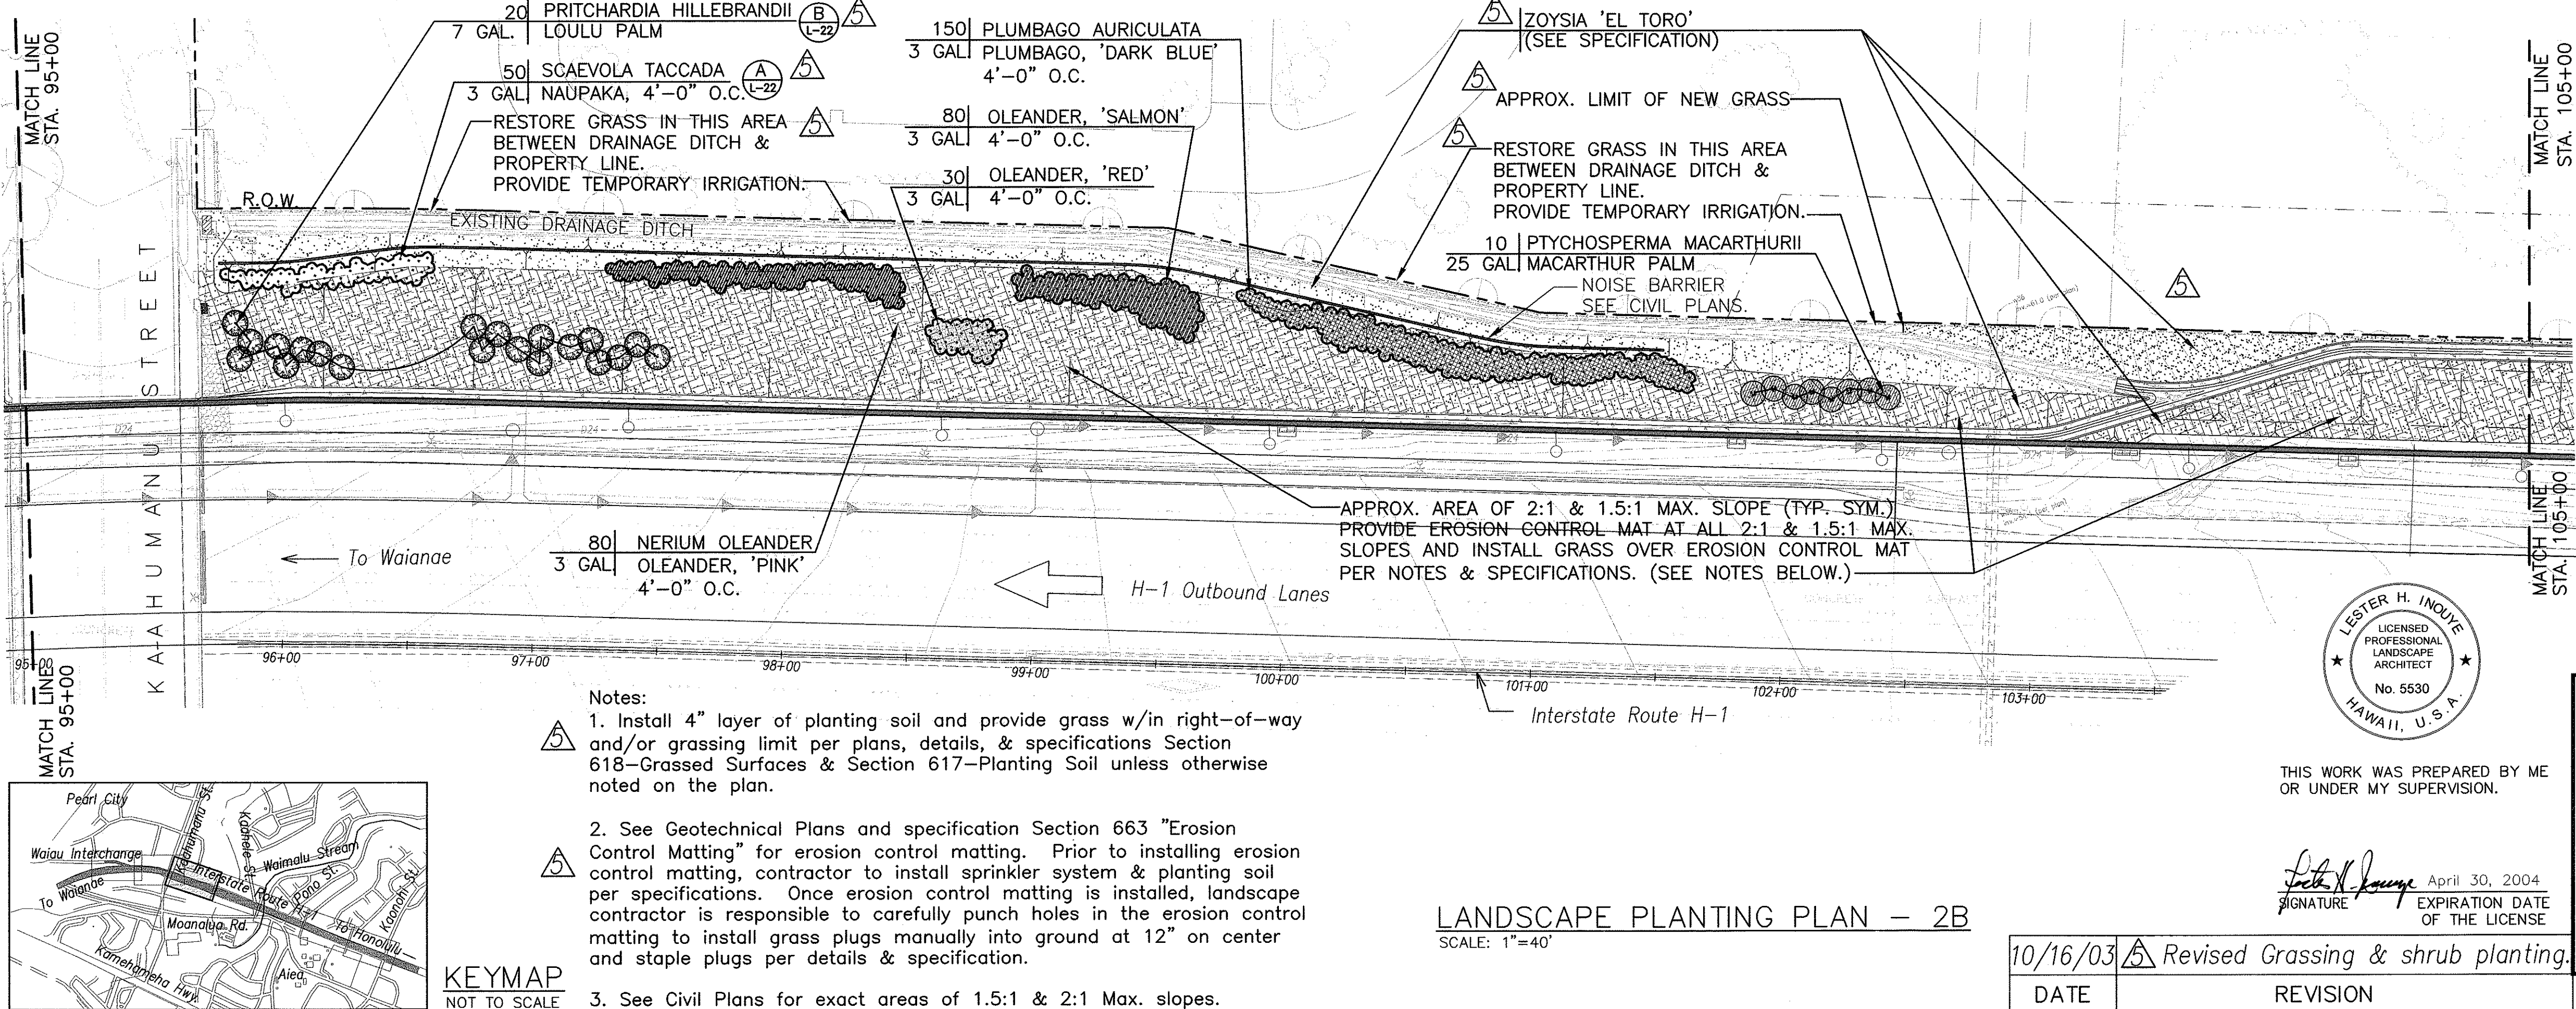 MATCH LINE
STA. 95+00
20 PRITCHARDIA HILLEBRANDII
7 GAL. LOULU PALM
B
L-22
5
50 SCAEVOLA TACCADA
3 GAL NAUPAKA, 4'-0" O.C.
A
L-22
5
RESTORE GRASS IN THIS AREA
BETWEEN DRAINAGE DITCH &
PROPERTY LINE.
PROVIDE TEMPORARY IRRIGATION.
5
150 PLUMBAGO AURICULATA
3 GAL PLUMBAGO, 'DARK BLUE'
4'-0" O.C.
80 OLEANDER, 'SALMON'
3 GAL 4'-0" O.C.
30 OLEANDER, 'RED'
3 GAL 4'-0" O.C.
5
ZOYSIA 'EL TORO'
(SEE SPECIFICATION)
5
APPROX. LIMIT OF NEW GRASS
5
RESTORE GRASS IN THIS AREA
BETWEEN DRAINAGE DITCH &
PROPERTY LINE.
PROVIDE TEMPORARY IRRIGATION.
10 PTYCHOSPERMA MACARTHURII
25 GAL MACARTHUR PALM
NOISE BARRIER
SEE CIVIL PLANS.
5
MATCH LINE
STA. 105+00
R.O.W.
EXISTING DRAINAGE DITCH
KAAHUMANU STREET
D24
D24
D24
To Waianae
80 NERIUM OLEANDER
3 GAL OLEANDER, 'PINK'
4'-0" O.C.
H-1 Outbound Lanes
APPROX. AREA OF 2:1 & 1.5:1 MAX. SLOPE (TYP. SYM.)
PROVIDE EROSION CONTROL MAT AT ALL 2:1 & 1.5:1 MAX.
SLOPES AND INSTALL GRASS OVER EROSION CONTROL MAT
PER NOTES & SPECIFICATIONS. (SEE NOTES BELOW.)
MATCH LINE
STA. 105+00
95+00
96+00
97+00
98+00
99+00
100+00
101+00
102+00
103+00
Interstate Route H-1
MATCH LINE
STA. 95+00
LESTER H. INOUYE
LICENSED
PROFESSIONAL
LANDSCAPE
ARCHITECT
No. 5530
HAWAII, U.S.A.
THIS WORK WAS PREPARED BY ME
OR UNDER MY SUPERVISION.
April 30, 2004
SIGNATURE
EXPIRATION DATE
OF THE LICENSE
Notes:
5
1. Install 4" layer of planting soil and provide grass w/in right-of-way
and/or grassing limit per plans, details, & specifications Section
618-Grassed Surfaces & Section 617-Planting Soil unless otherwise
noted on the plan.
5
2. See Geotechnical Plans and specification Section 663 "Erosion
Control Matting" for erosion control matting. Prior to installing erosion
control matting, contractor to install sprinkler system & planting soil
per specifications. Once erosion control matting is installed, landscape
contractor is responsible to carefully punch holes in the erosion control
matting to install grass plugs manually into ground at 12" on center
and staple plugs per details & specification.
3. See Civil Plans for exact areas of 1.5:1 & 2:1 Max. slopes.
Pearl City
Kaahumanu St.
Kaahele St.
Waiau Interchange
Waimalu Stream
To Waianae
Interstate Route H-1
Pono St.
Kaonohi St.
Moanalua Rd.
To Honolulu
Kamehameha Hwy.
Aiea
KEYMAP
NOT TO SCALE
LANDSCAPE PLANTING PLAN - 2B
SCALE: 1"=40'
10/16/03 5 Revised Grassing & shrub planting.
DATE REVISION